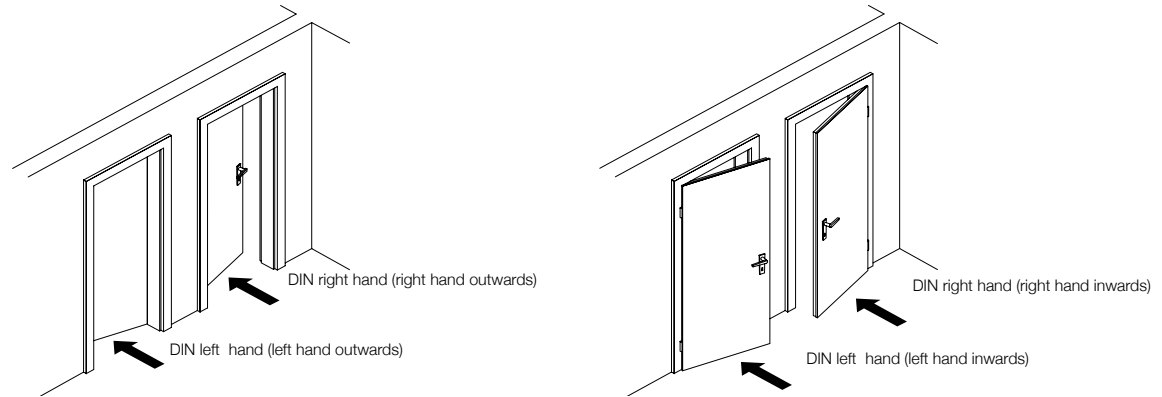 DIN right hand (right hand outwards)
DIN left hand (left hand outwards)
DIN right hand (right hand inwards)
DIN left hand (left hand inwards)